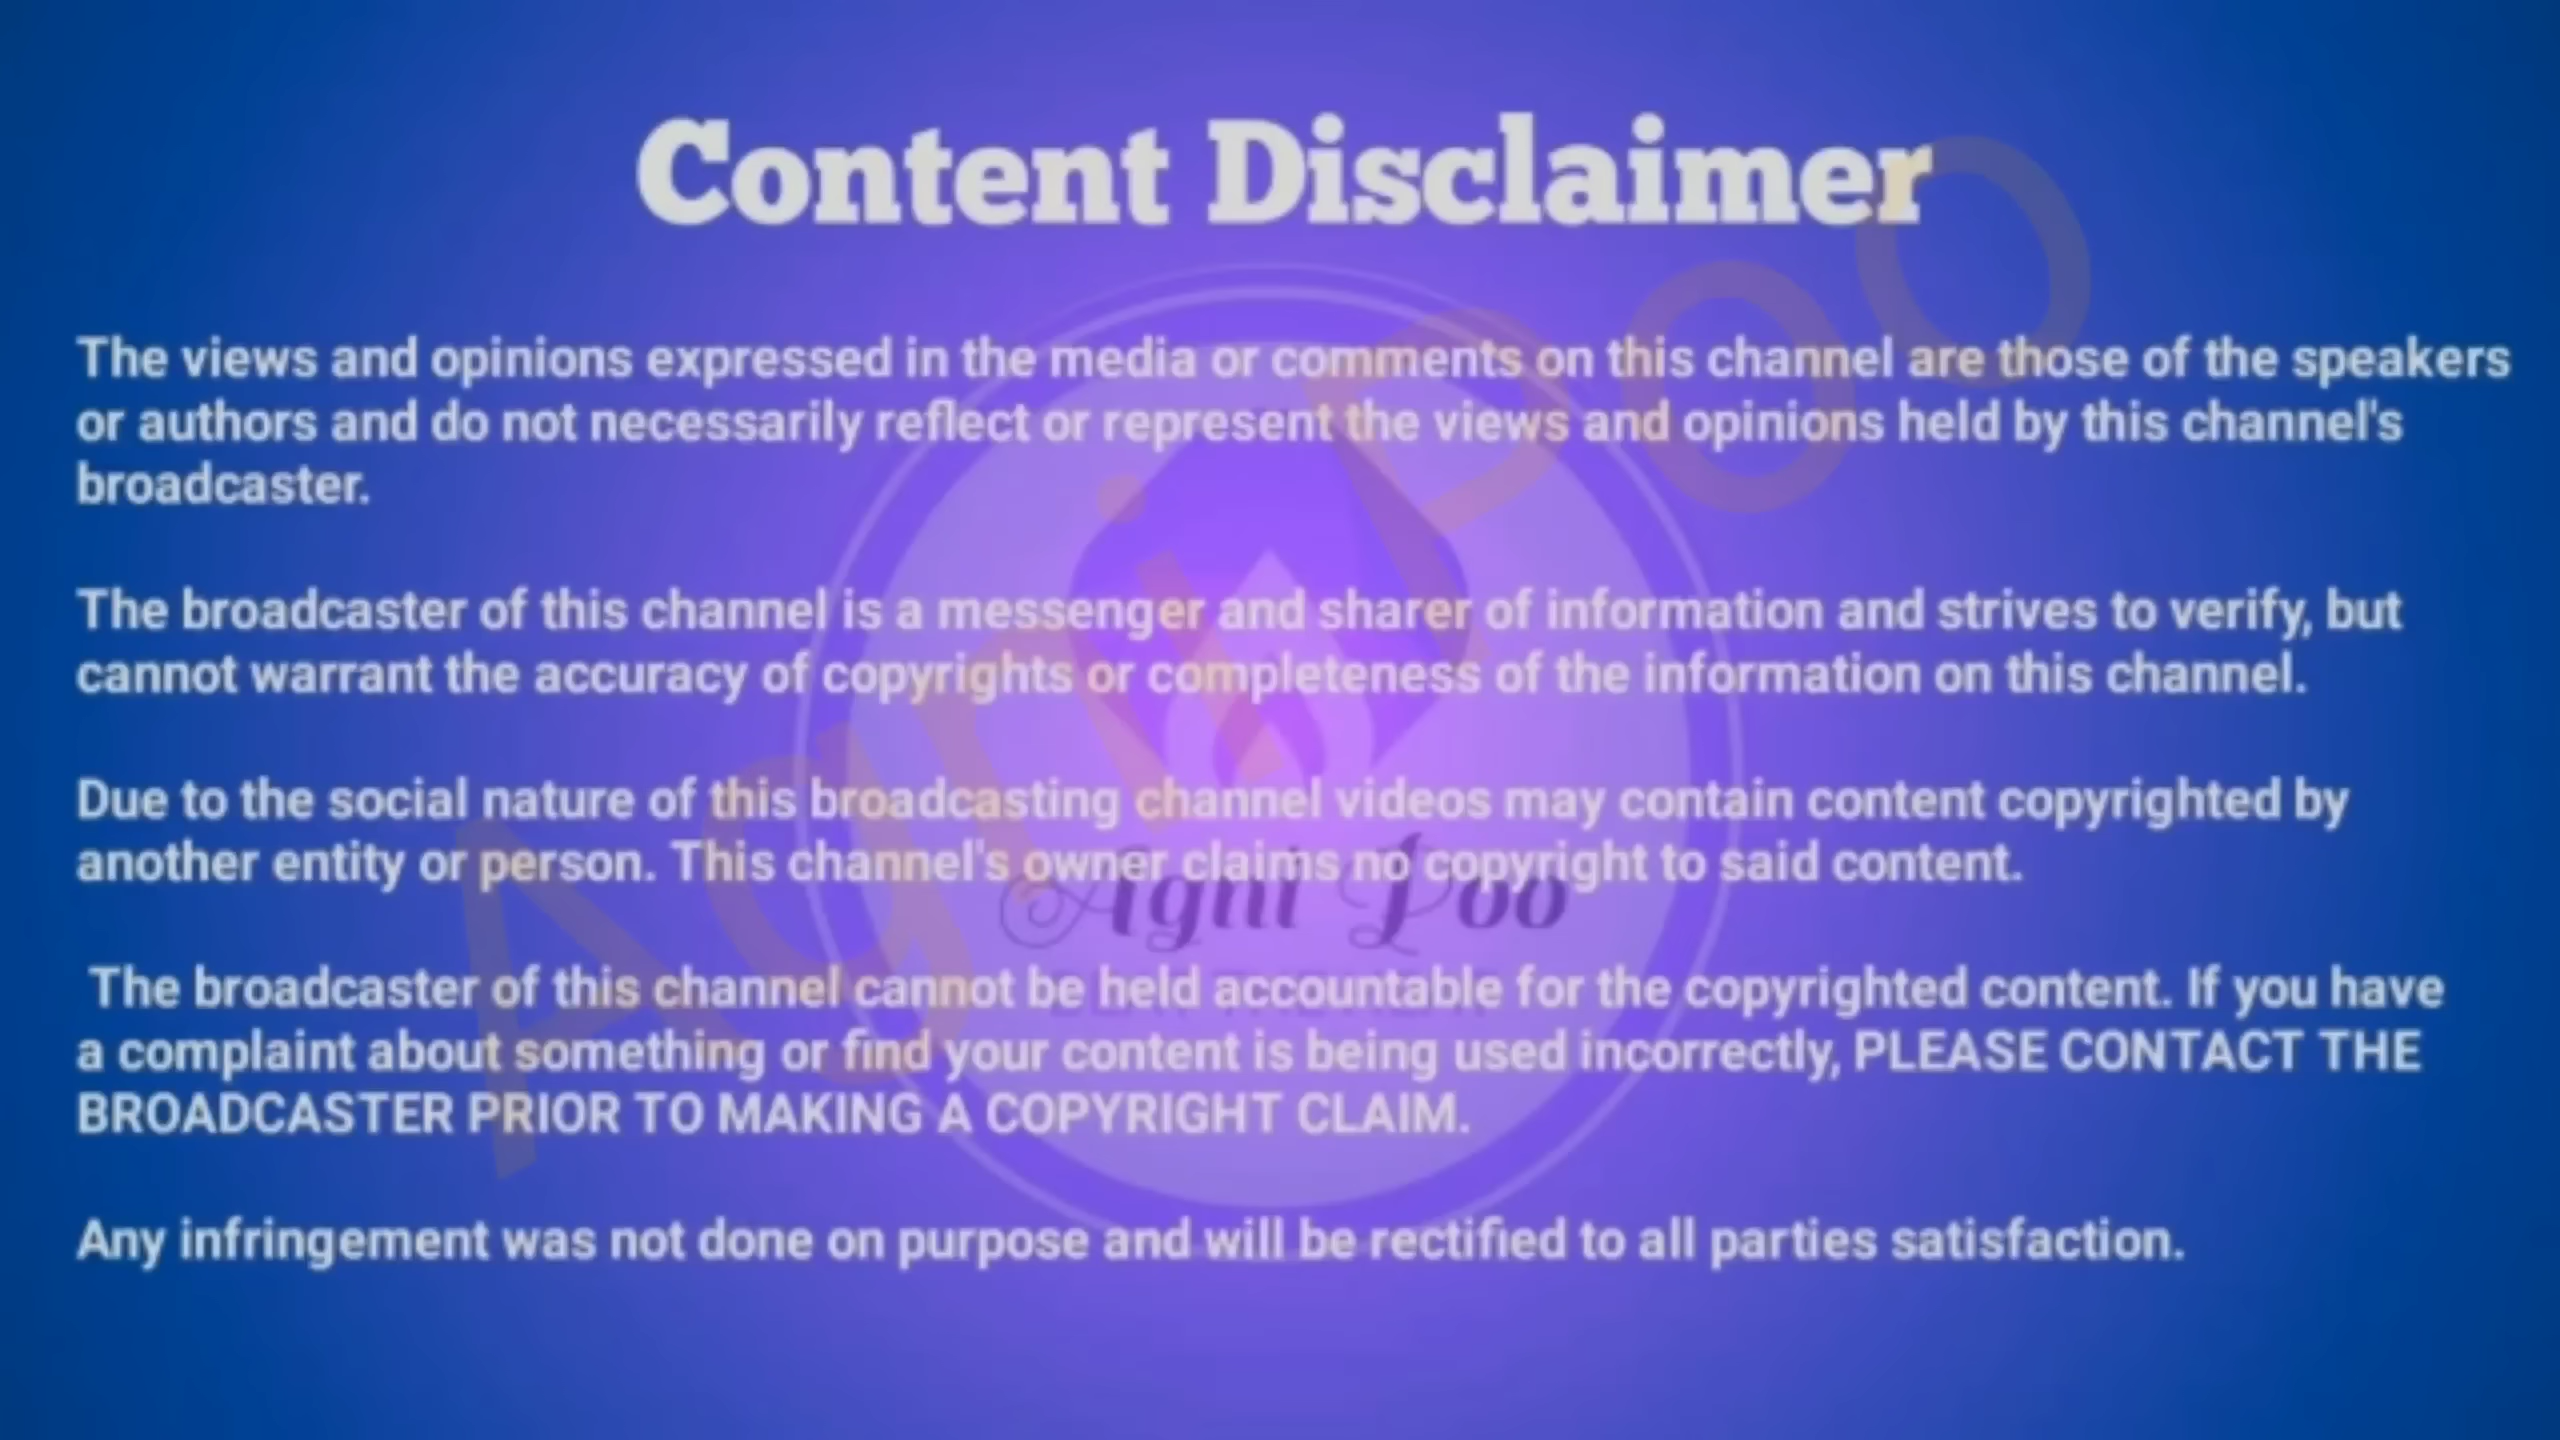 Content Disclaimer
The views and opinions expressed in the media or comments on this channel are those of the speakers
or authors and do not necessarily reflect or represent the views and opinions held by this channel's
broadcaster.
The broadcaster of this channel is a messenger and sharer of information and strives to verify, but
cannot warrant the accuracy of copyrights or completeness of the information on this channel.
Due to the social nature of this broadcasting channel videos may contain content copyrighted by
another entity or person. This channel's owner claims no copyright to said content.
Agni Poo
The broadcaster of this channel cannot be held accountable for the copyrighted content. If you have
a complaint about something or find your content is being used incorrectly, PLEASE CONTACT THE
BROADCASTER PRIOR TO MAKING A COPYRIGHT CLAIM.
Any infringement was not done on purpose and will be rectified to all parties satisfaction.
Agni Poo